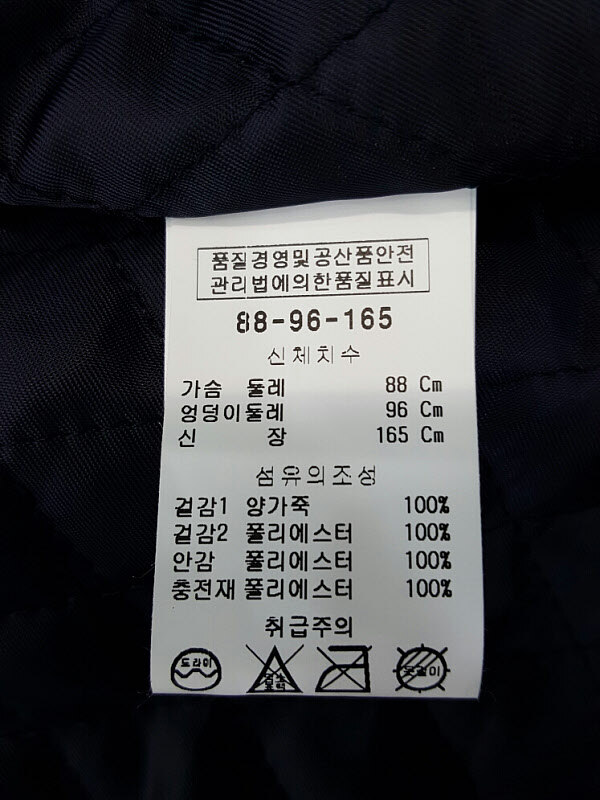 품질경영및공산품안전
관리법에의한품질표시
88-96-165
신체치수
가슴 둘레 88 Cm
엉덩이둘레 96 Cm
신 장 165 Cm
섬유의조성
겉감1 양가죽 100%
겉감2 폴리에스터 100%
안감 폴리에스터 100%
충전재 폴리에스터 100%
취급주의
드라이
옷걸이